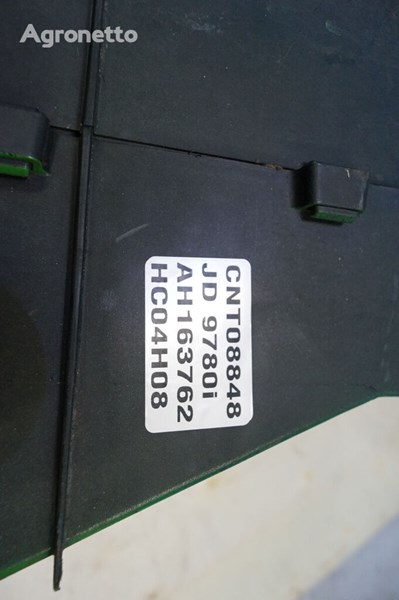 Agronetto
CNT08848
JD 9780i
AH163762
HC04H08